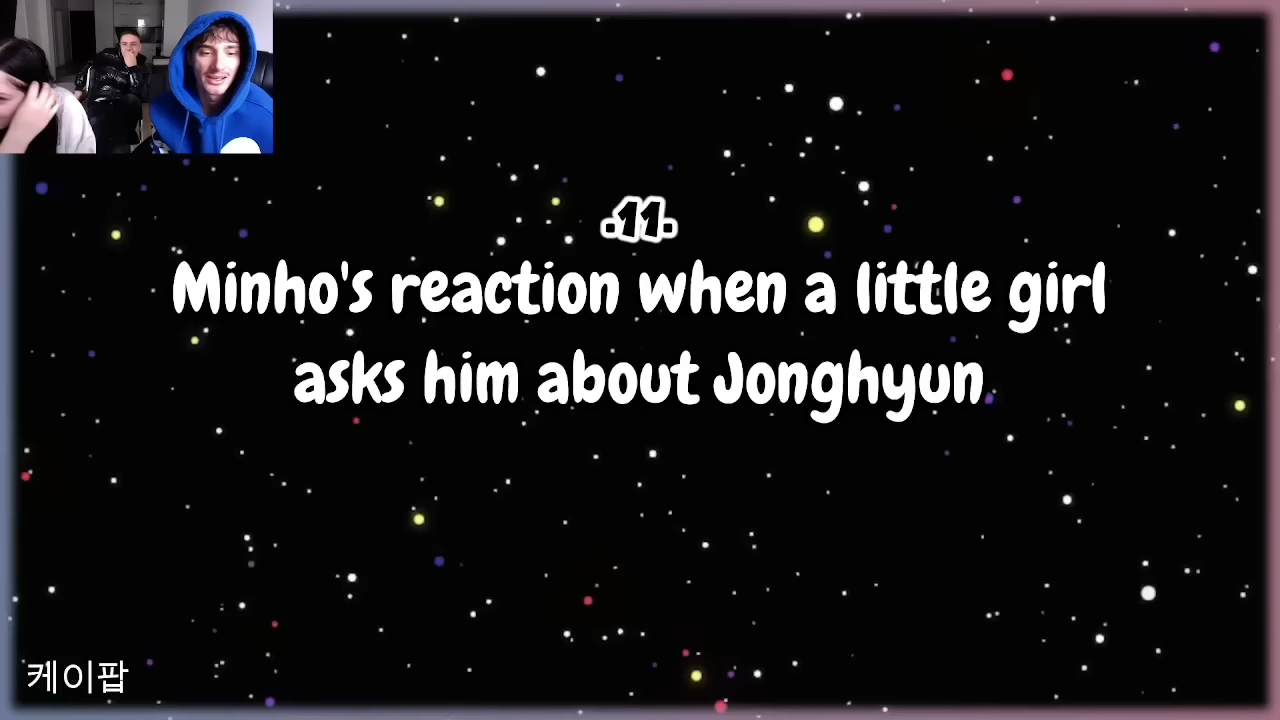 .11.
Minho's reaction when a little girl
asks him about Jonghyun
케이팝